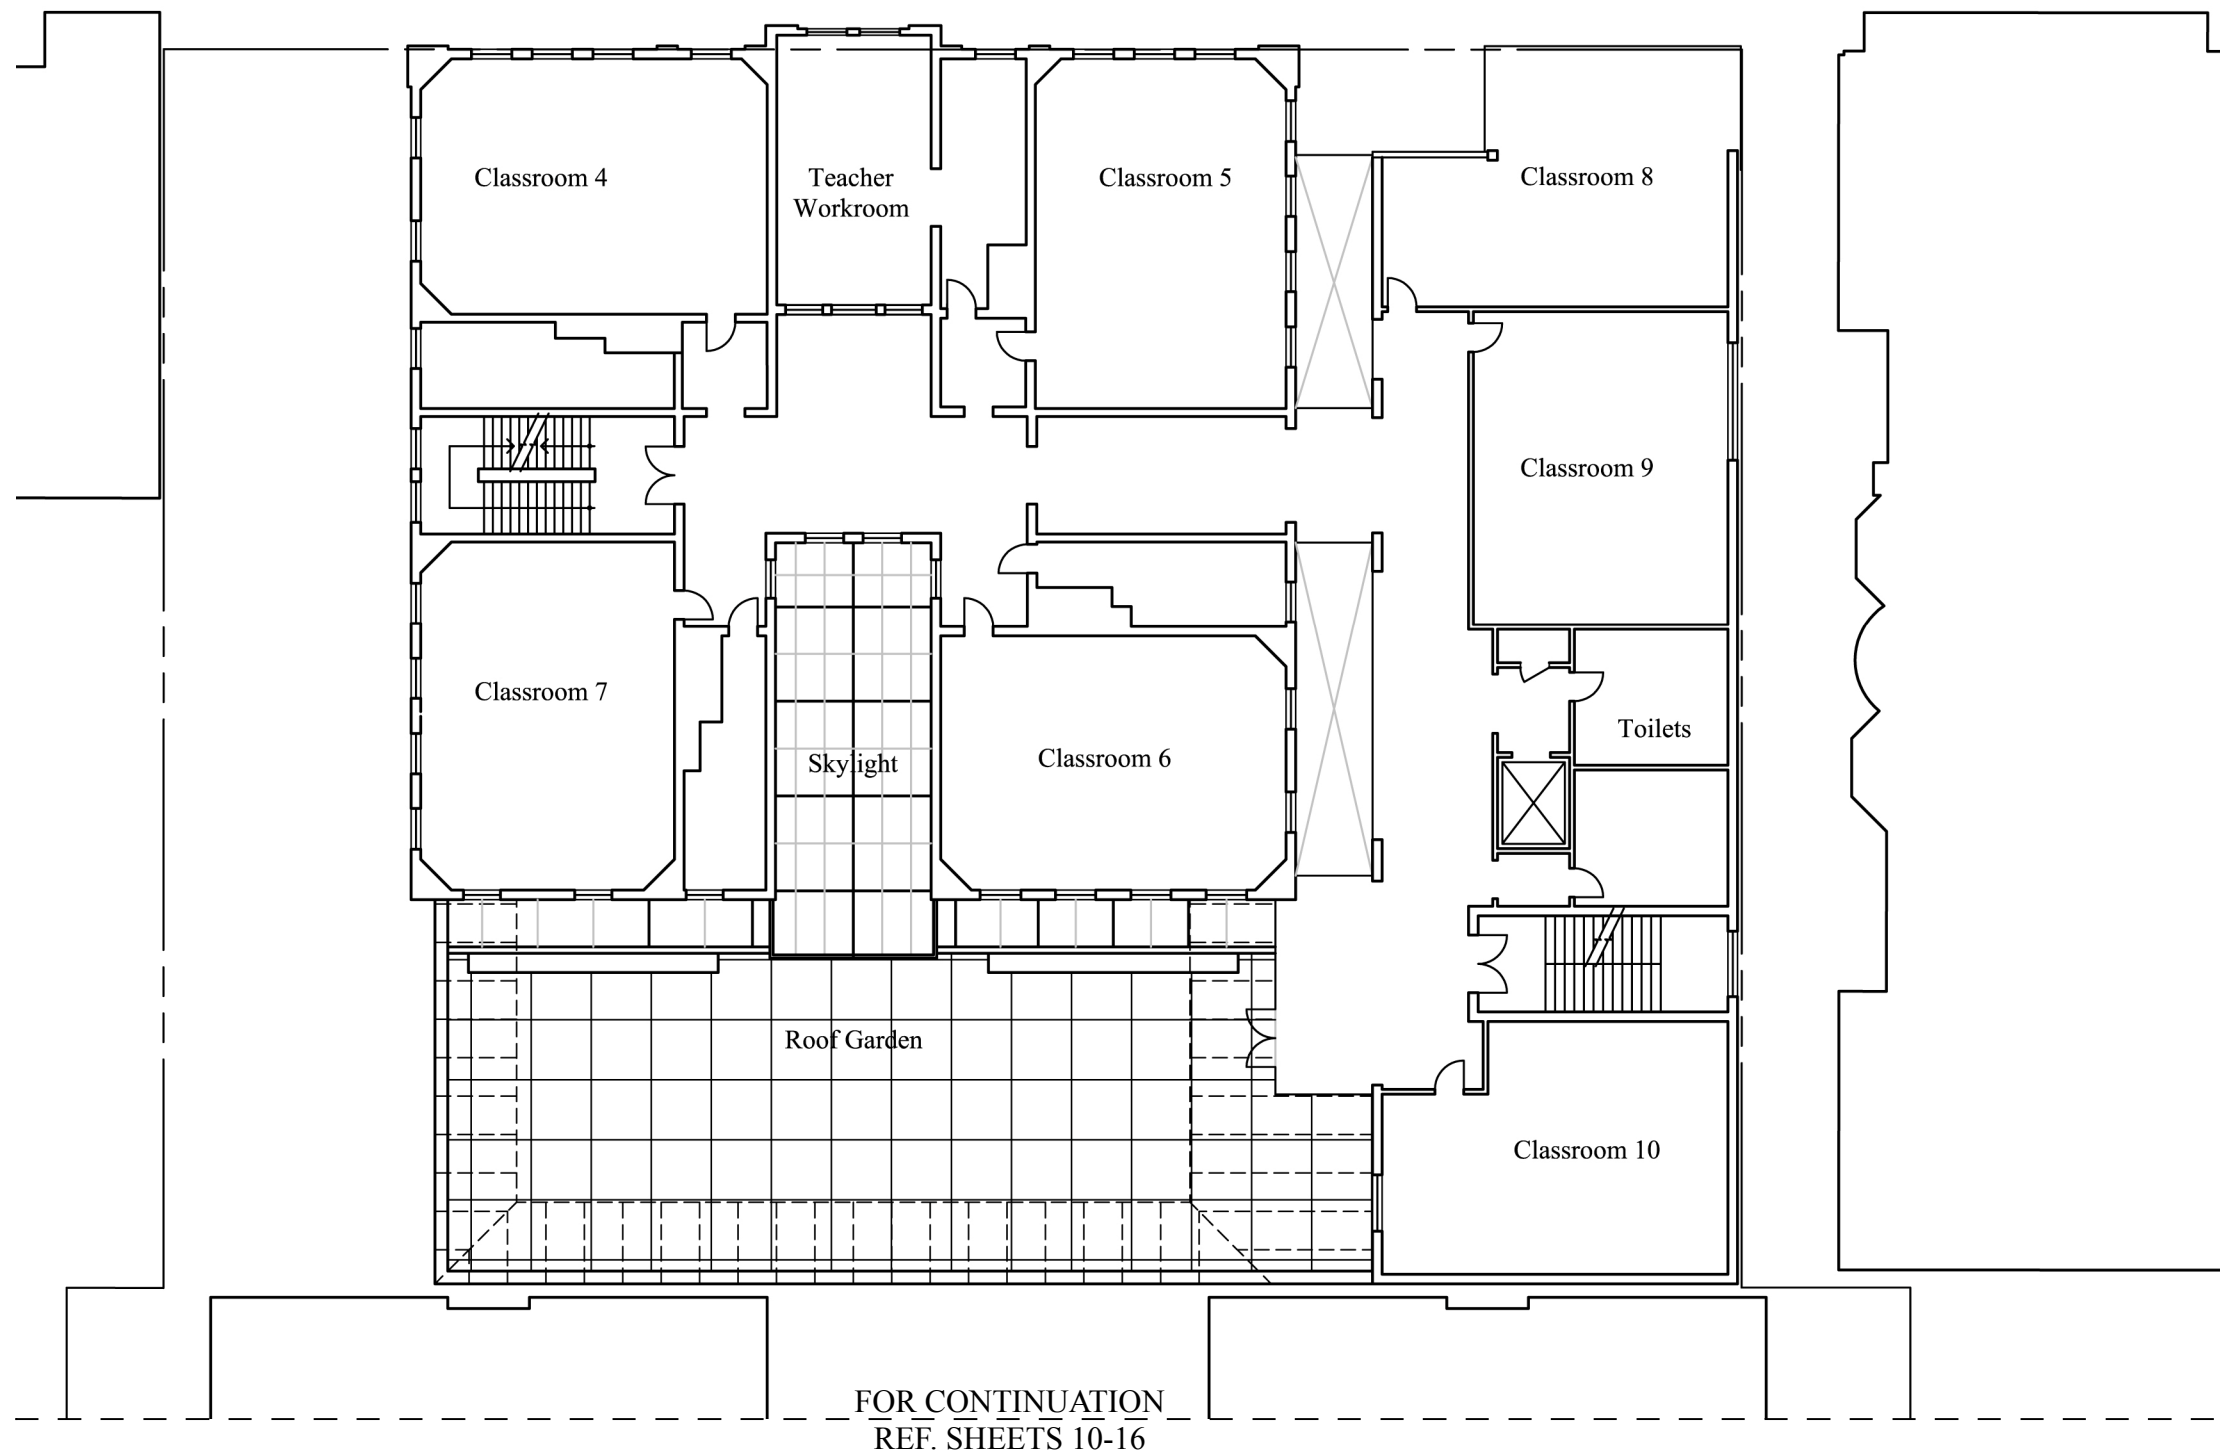 Classroom 4
Teacher
Workroom
Classroom 5
Classroom 8
Classroom 9
Classroom 7
Skylight
Classroom 6
Toilets
Roof Garden
Classroom 10
FOR CONTINUATION
REF. SHEETS 10-16